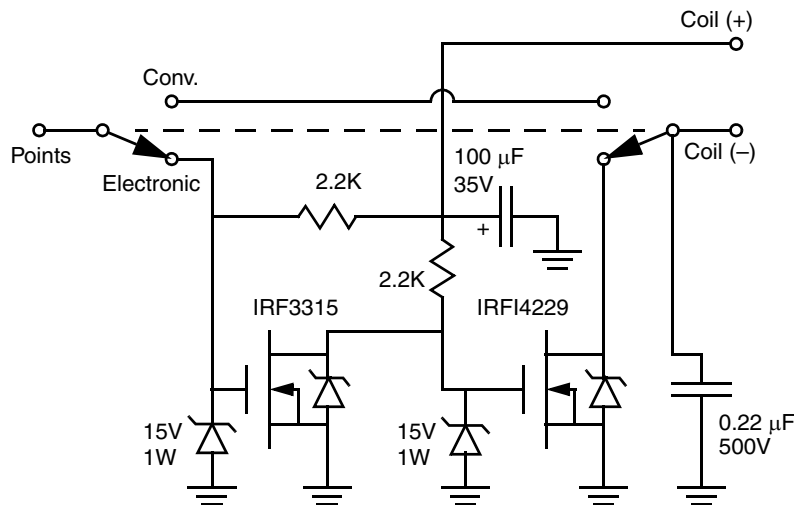 Coil (+)
Conv.
Points
Electronic
Coil (–)
100 μF
35V
+
2.2K
2.2K
IRF3315
IRFI4229
15V
1W
15V
1W
0.22 μF
500V